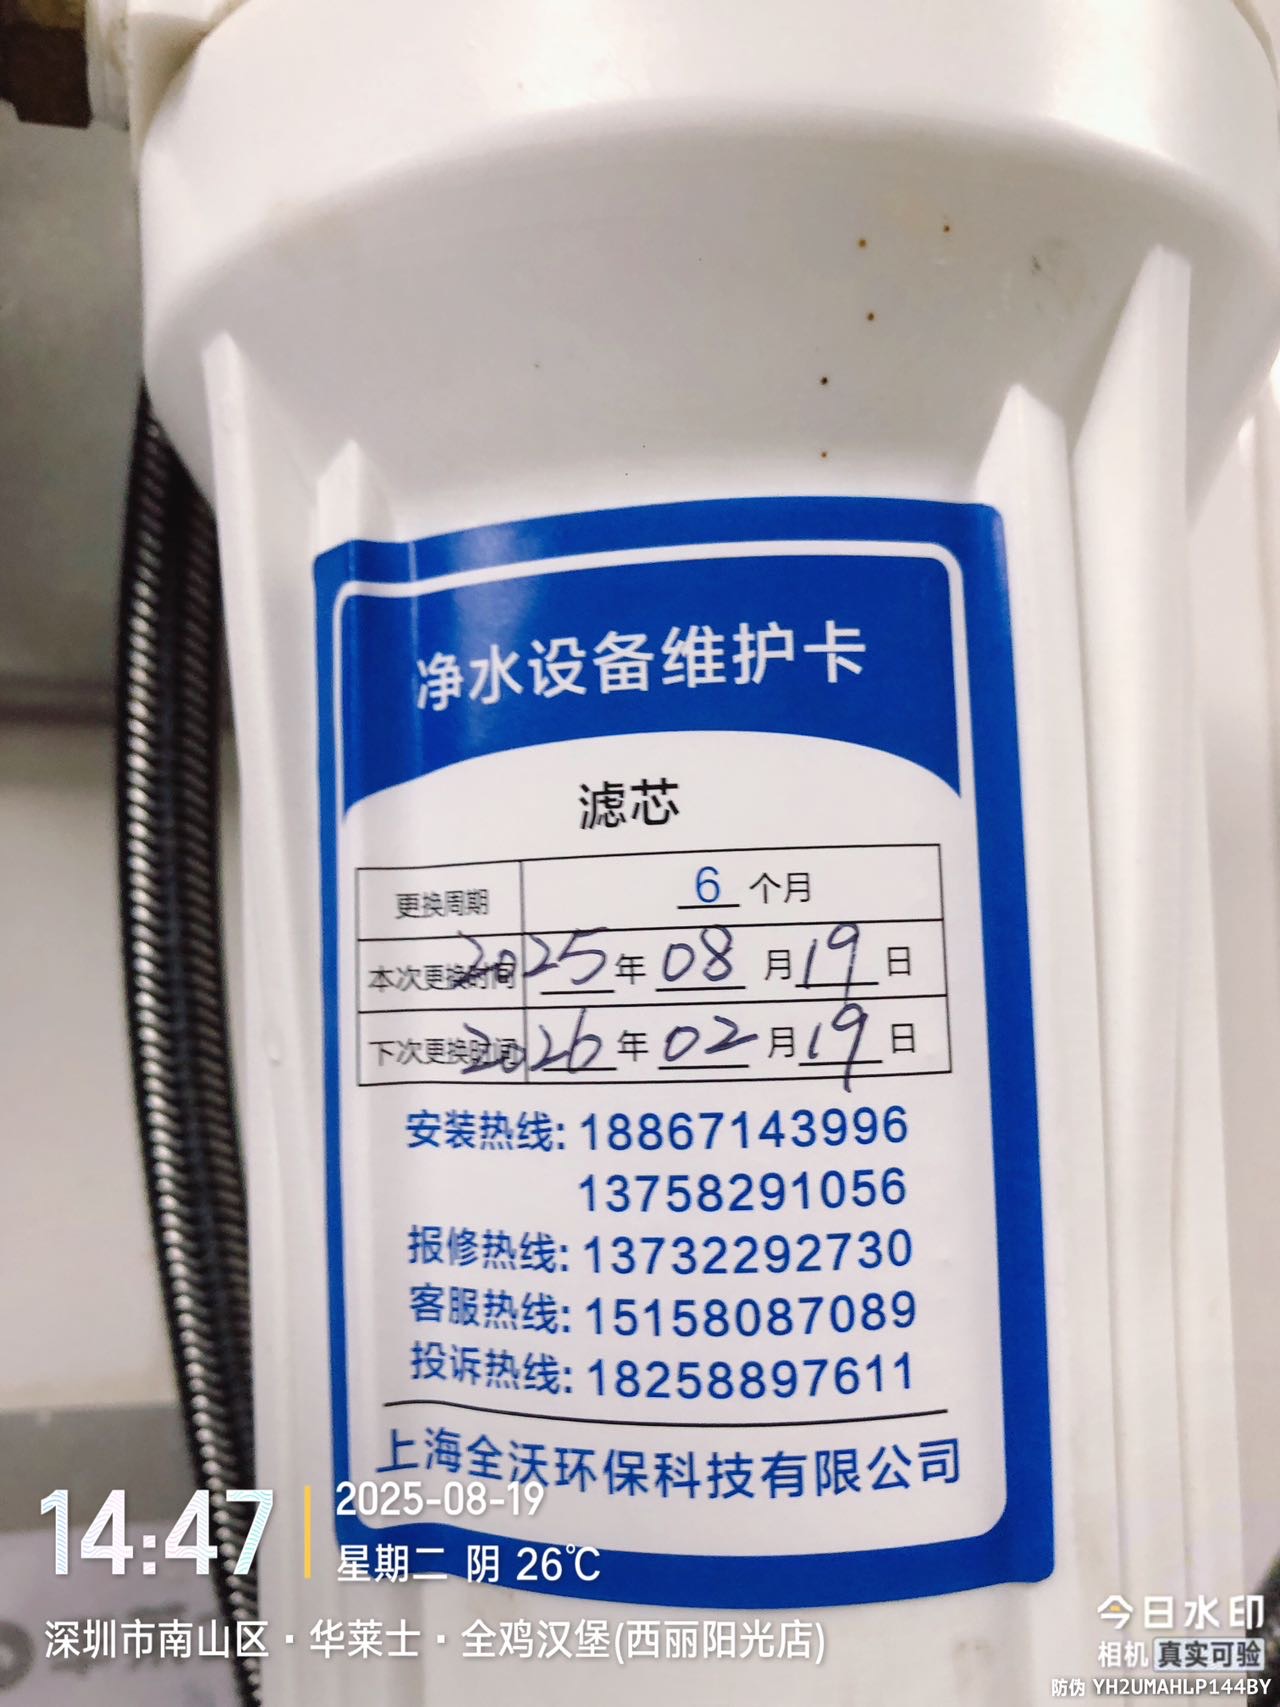 净水设备维护卡
滤芯
更换周期 6 个月
本次更换时间 2025 年 08 月 19 日
下次更换时间 2026 年 02 月 19 日
安装热线: 18867143996
13758291056
报修热线: 13732292730
客服热线: 15158087089
投诉热线: 18258897611
上海全沃环保科技有限公司
14:47
2025-08-19
星期二 阴 26℃
深圳市南山区·华莱士·全鸡汉堡(西丽阳光店)
今日水印
相机 真实可验
防伪 YH2UMAHLP144BY